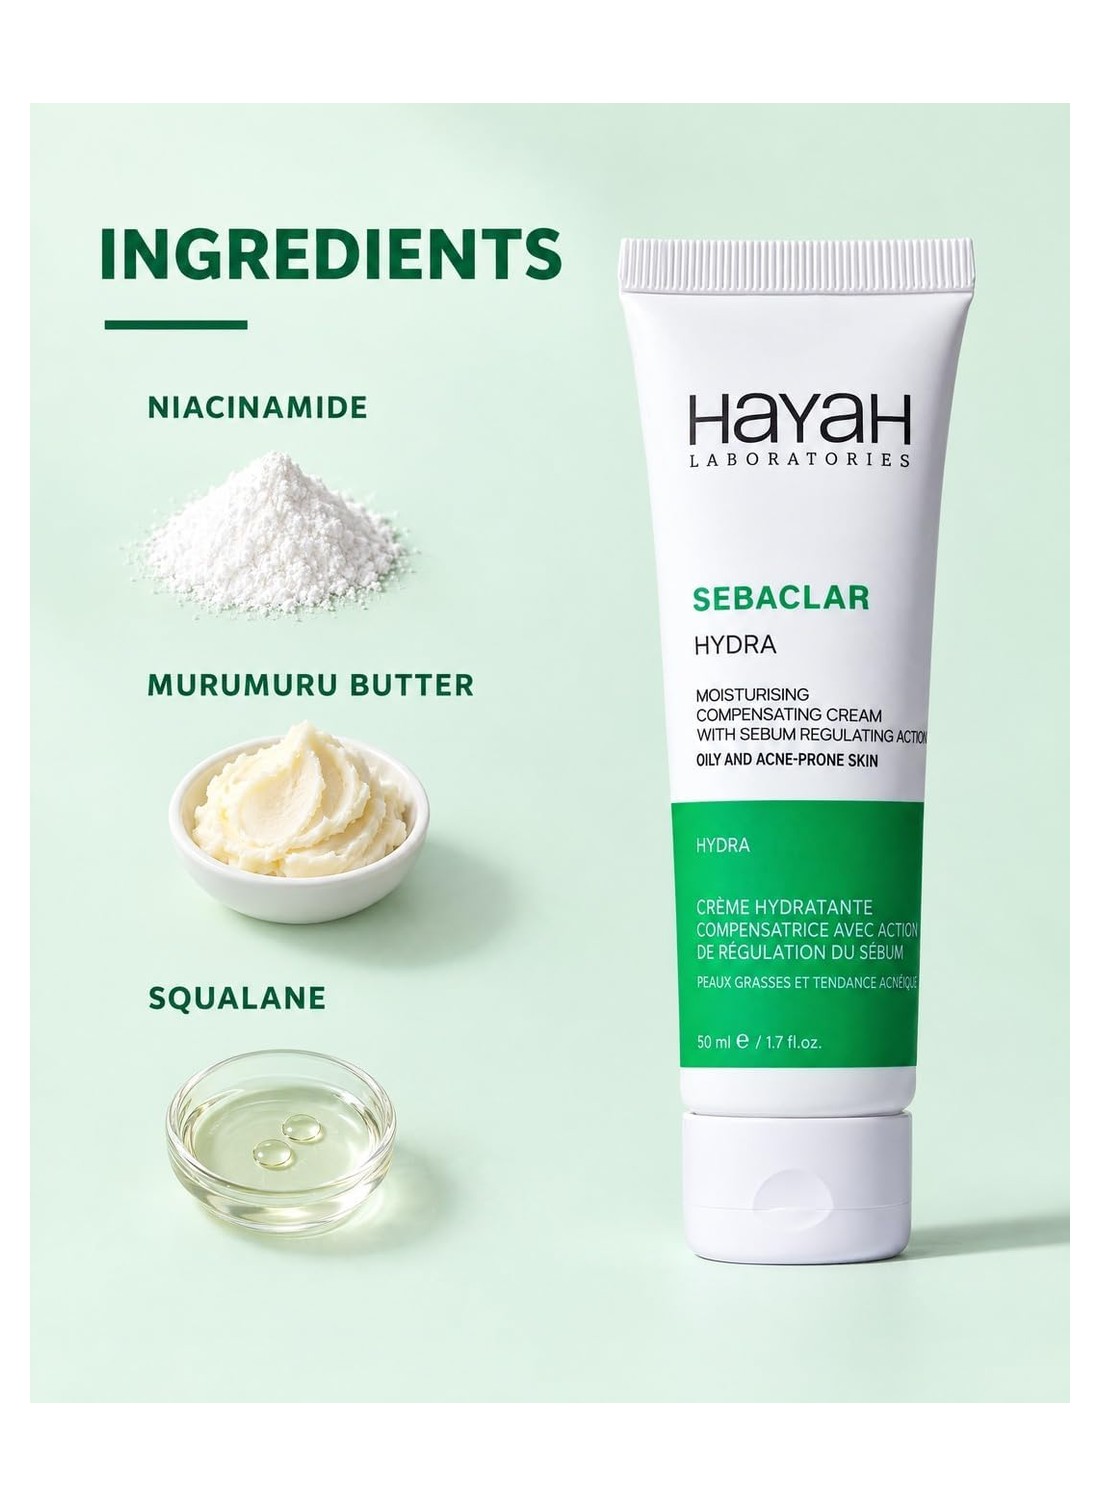 INGREDIENTS
NIACINAMIDE
MURUMURU BUTTER
SQUALANE
HAYAH
LABORATORIES
SEBACLAR
HYDRA
MOISTURISING
COMPENSATING CREAM
WITH SEBUM REGULATING ACTION
OILY AND ACNE-PRONE SKIN
HYDRA
CRÈME HYDRATANTE
COMPENSATRICE AVEC ACTION
DE RÉGULATION DU SÉBUM
PEAUX GRASSES ET TENDANCE ACNÉIQUE
50 ml e / 1.7 fl.oz.